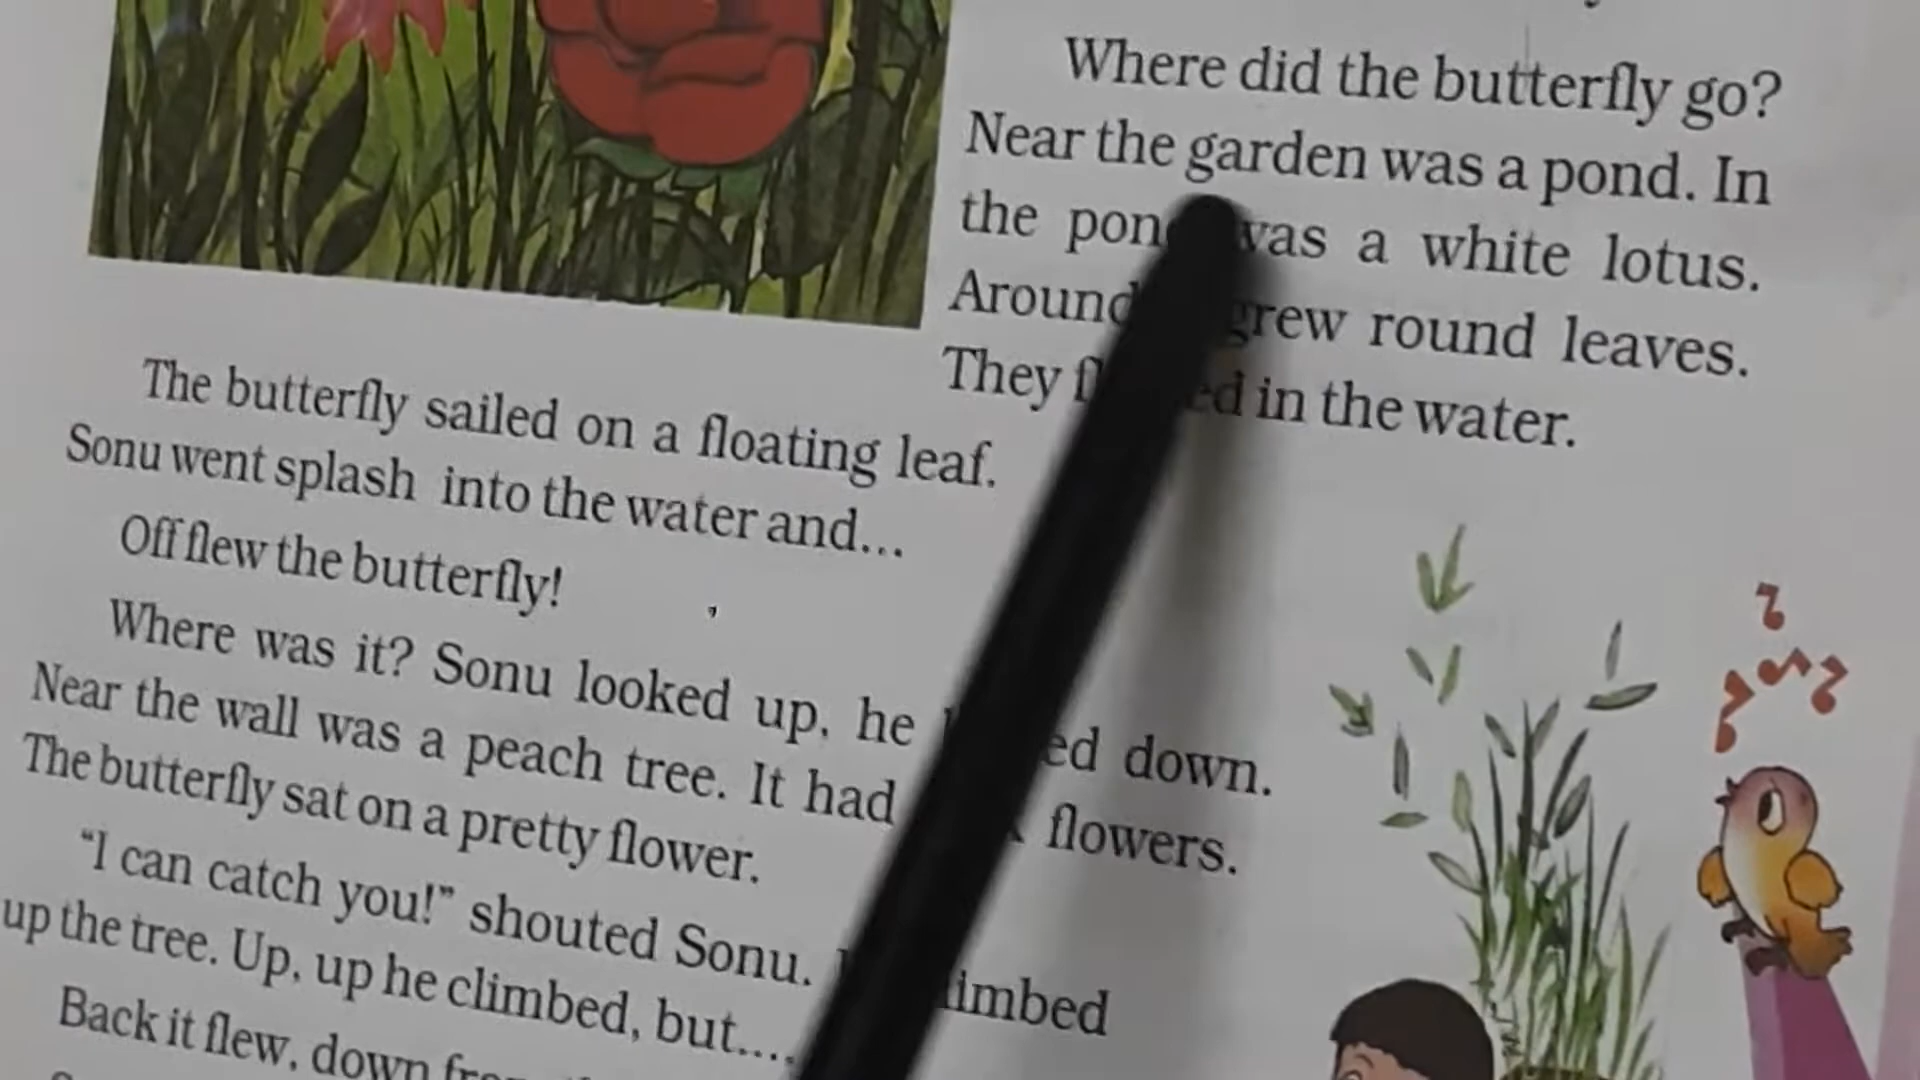 Where did the butterfly go?
Near the garden was a pond. In
the pond was a white lotus.
Around grew round leaves.
They in the water.
The butterfly sailed on a floating leaf.
Sonu went splash into the water and...
Off flew the butterfly!
Where was it? Sonu looked up, he down.
Near the wall was a peach tree. It had flowers.
The butterfly sat on a pretty flower.
"I can catch you!" shouted Sonu. climbed
up the tree. Up, up he climbed, but....
Back it flew, down